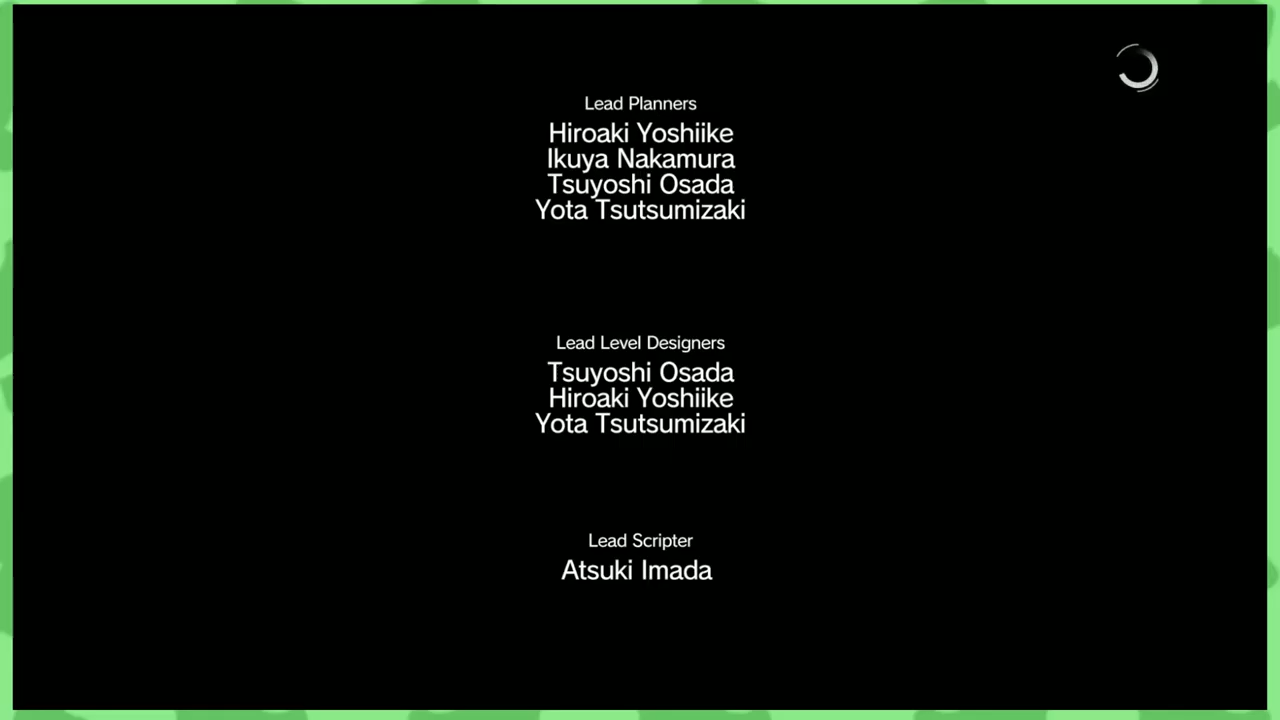 Lead Planners
Hiroaki Yoshiike
Ikuya Nakamura
Tsuyoshi Osada
Yota Tsutsumizaki
Lead Level Designers
Tsuyoshi Osada
Hiroaki Yoshiike
Yota Tsutsumizaki
Lead Scripter
Atsuki Imada